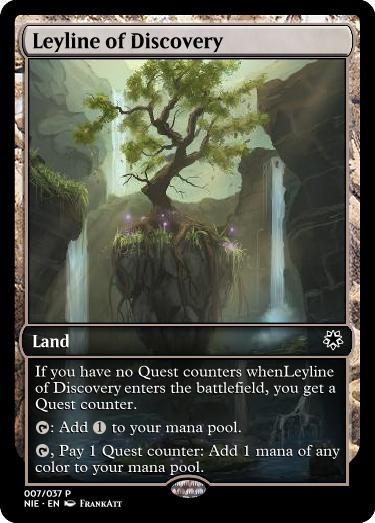 Leyline of Discovery
Land
If you have no Quest counters whenLeyline
of Discovery enters the battlefield, you get a
Quest counter.
: Add 1 to your mana pool.
, Pay 1 Quest counter: Add 1 mana of any
color to your mana pool.
007/037 P
NIE • EN FrankAtt